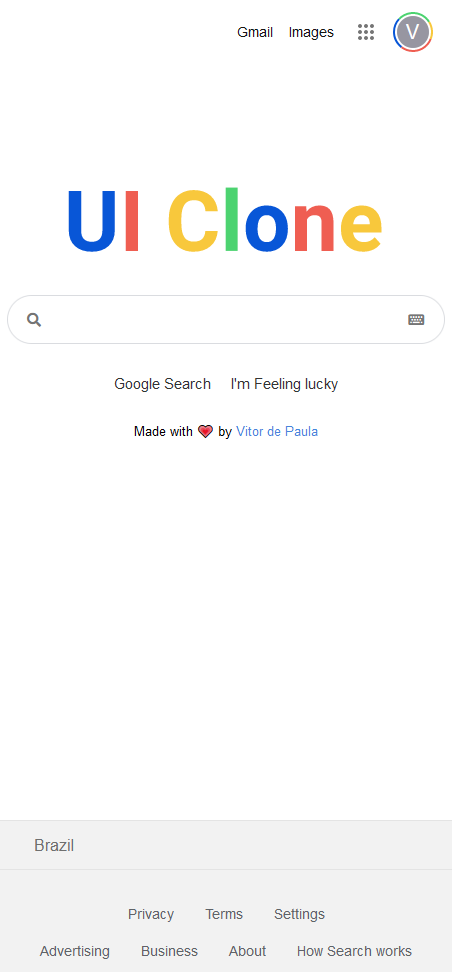 Gmail Images V
UI Clone
Google Search I'm Feeling lucky
Made with by Vitor de Paula
Brazil
Privacy Terms Settings
Advertising Business About How Search works